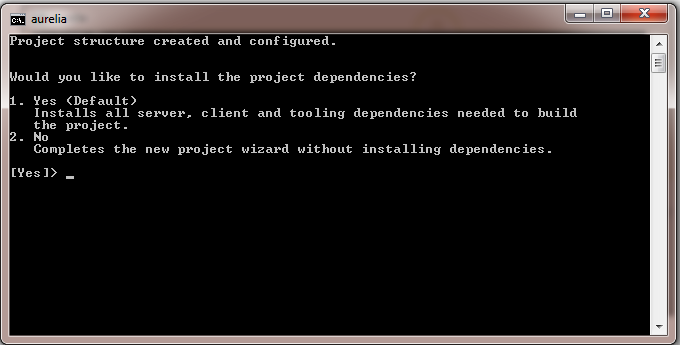 aurelia
Project structure created and configured.
Would you like to install the project dependencies?
1. Yes (Default)
Installs all server, client and tooling dependencies needed to build
the project.
2. No
Completes the new project wizard without installing dependencies.
[Yes]> _